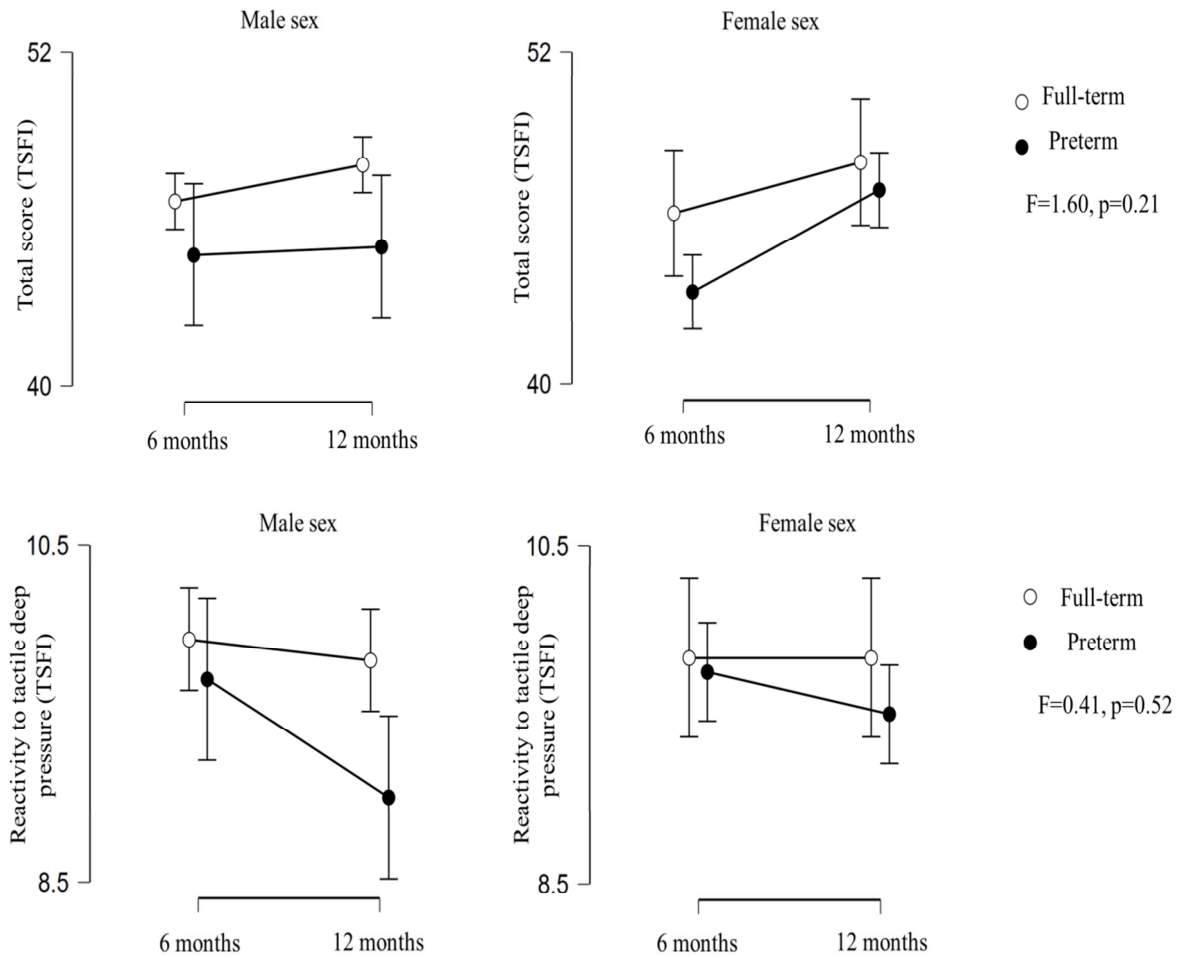 Male sex
Female sex
52
Total score (TSFI)
40
6 months
12 months
52
Total score (TSFI)
40
6 months
12 months
Full-term
Preterm
F=1.60, p=0.21
Male sex
Female sex
10.5
Reactivity to tactile deep
pressure (TSFI)
8.5
6 months
12 months
10.5
Reactivity to tactile deep
pressure (TSFI)
8.5
6 months
12 months
Full-term
Preterm
F=0.41, p=0.52